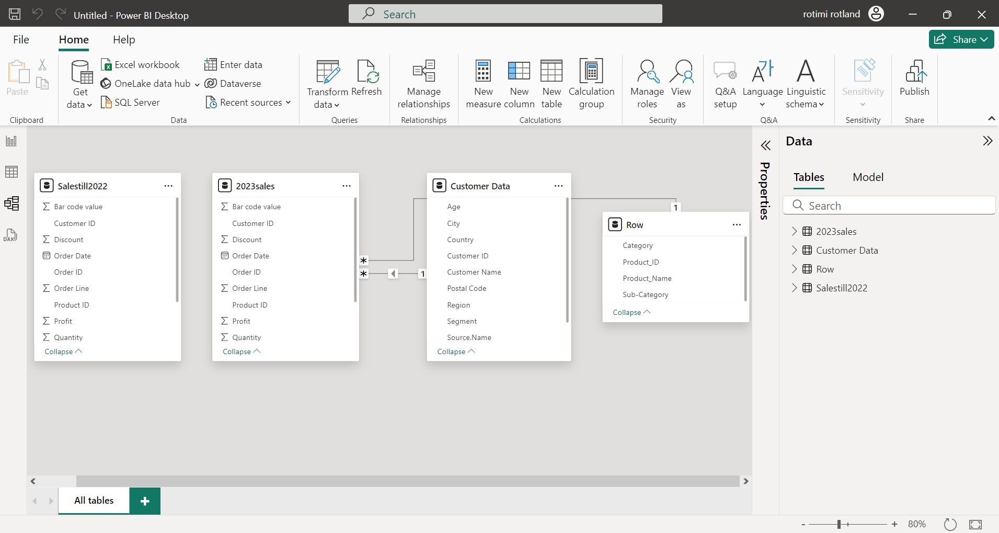 Untitled - Power BI Desktop
Search
rotimi rotland
File
Home
Help
Share
Paste
Clipboard
Get data
Excel workbook
OneLake data hub
SQL Server
Enter data
Dataverse
Recent sources
Data
Transform data
Refresh
Queries
Manage relationships
Relationships
New measure
New column
New table
Calculation group
Calculations
Manage roles
View as
Security
Q&A setup
Language
Linguistic schema
Q&A
Sensitivity
Sensitivity
Publish
Share
DAX
Salestill2022
Bar code value
Customer ID
Discount
Order Date
Order ID
Order Line
Product ID
Profit
Quantity
Collapse
2023sales
Bar code value
Customer ID
Discount
Order Date
Order ID
Order Line
Product ID
Profit
Quantity
Collapse
*
*
1
Customer Data
Age
City
Country
Customer ID
Customer Name
Postal Code
Region
Segment
Source.Name
Collapse
1
Row
Category
Product_ID
Product_Name
Sub-Category
Collapse
Properties
Data
Tables
Model
Search
2023sales
Customer Data
Row
Salestill2022
All tables
80%